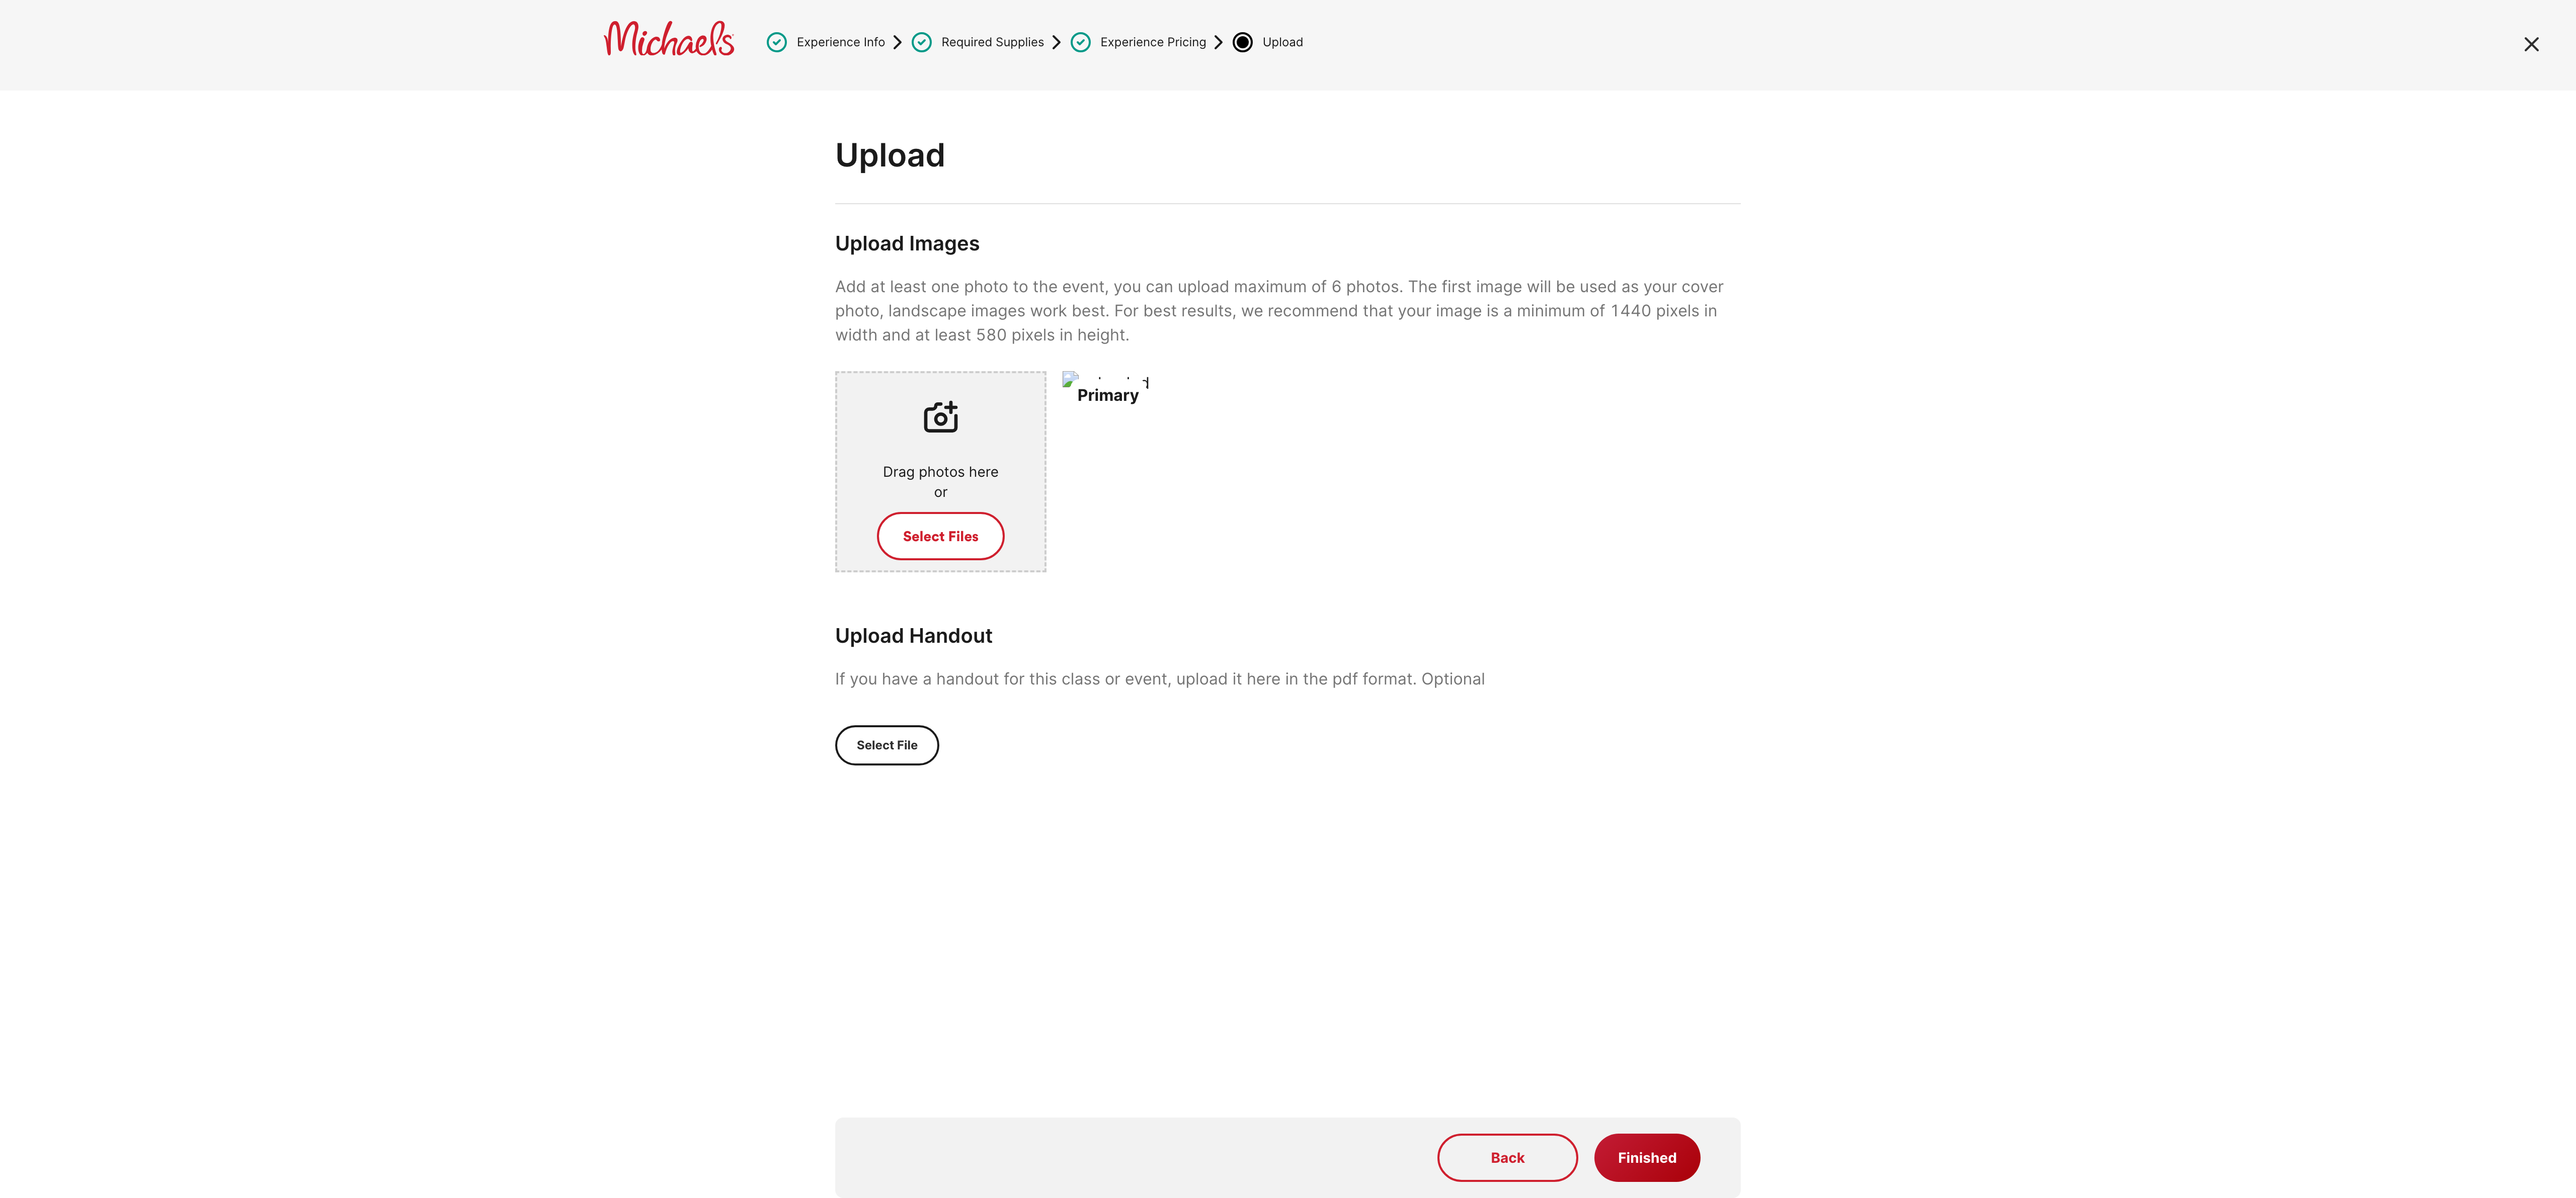 Michaels
Experience Info
Required Supplies
Experience Pricing
Upload
Upload
Upload Images
Add at least one photo to the event, you can upload maximum of 6 photos. The first image will be used as your cover
photo, landscape images work best. For best results, we recommend that your image is a minimum of 1440 pixels in
width and at least 580 pixels in height.
Primary
Drag photos here
or
Select Files
Upload Handout
If you have a handout for this class or event, upload it here in the pdf format. Optional
Select File
Back
Finished